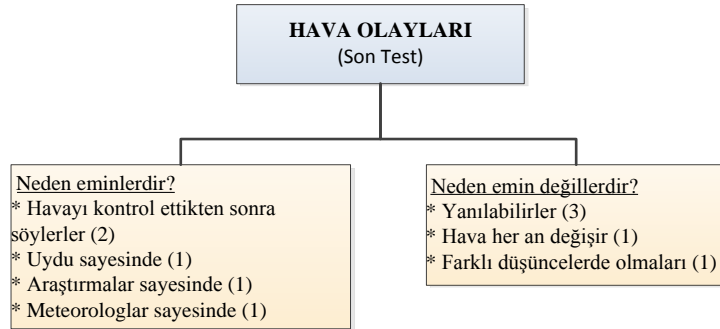 HAVA OLAYLARI
(Son Test)
Neden eminlerdir?
* Havayı kontrol ettikten sonra
söylerler (2)
* Uydu sayesinde (1)
* Araştırmalar sayesinde (1)
* Meteorologlar sayesinde (1)
Neden emin değillerdir?
* Yanılabilirler (3)
* Hava her an değişir (1)
* Farklı düşüncelerde olmaları (1)